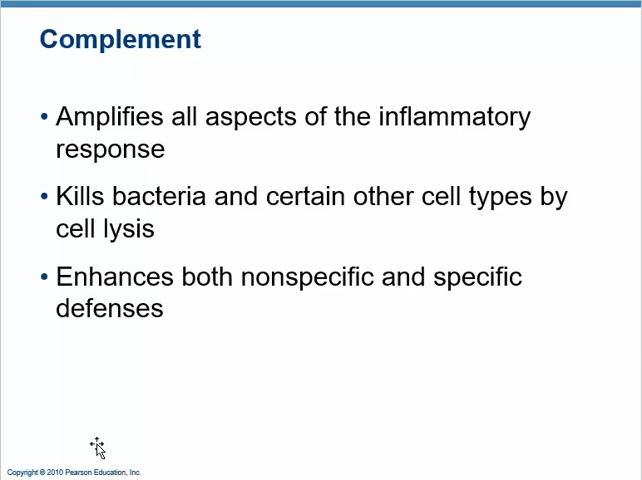 Complement
• Amplifies all aspects of the inflammatory
response
• Kills bacteria and certain other cell types by
cell lysis
• Enhances both nonspecific and specific
defenses
Copyright © 2010 Pearson Education, Inc.